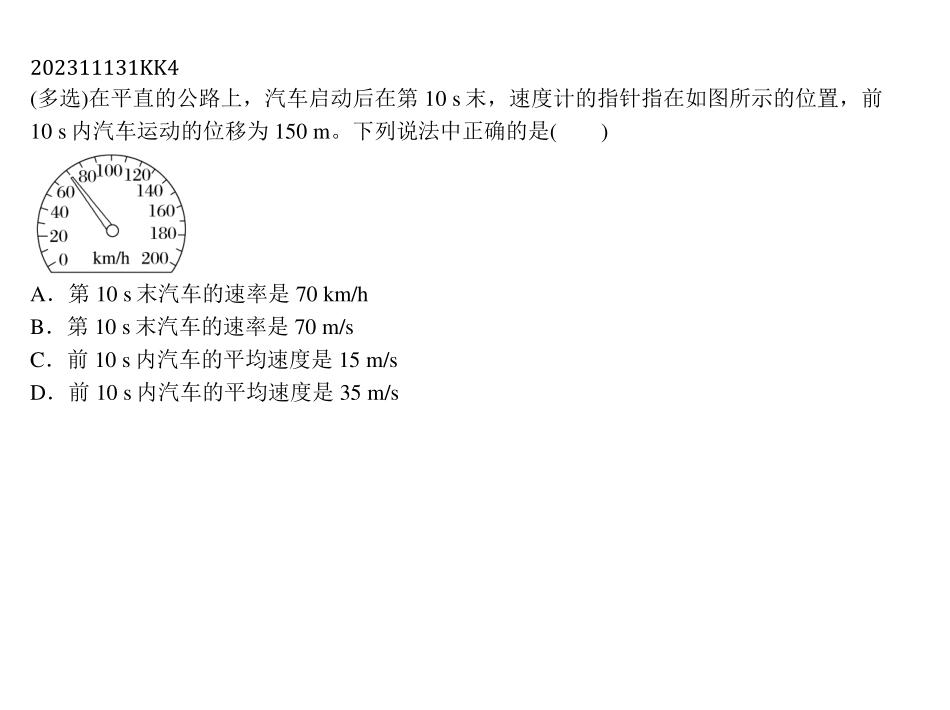 202311131KK4
(多选)在平直的公路上，汽车启动后在第 10 s 末，速度计的指针指在如图所示的位置，前
10 s 内汽车运动的位移为 150 m。下列说法中正确的是(　　)
80 100 120
60 140
40 160
20 180
0 km/h 200
A．第 10 s 末汽车的速率是 70 km/h
B．第 10 s 末汽车的速率是 70 m/s
C．前 10 s 内汽车的平均速度是 15 m/s
D．前 10 s 内汽车的平均速度是 35 m/s